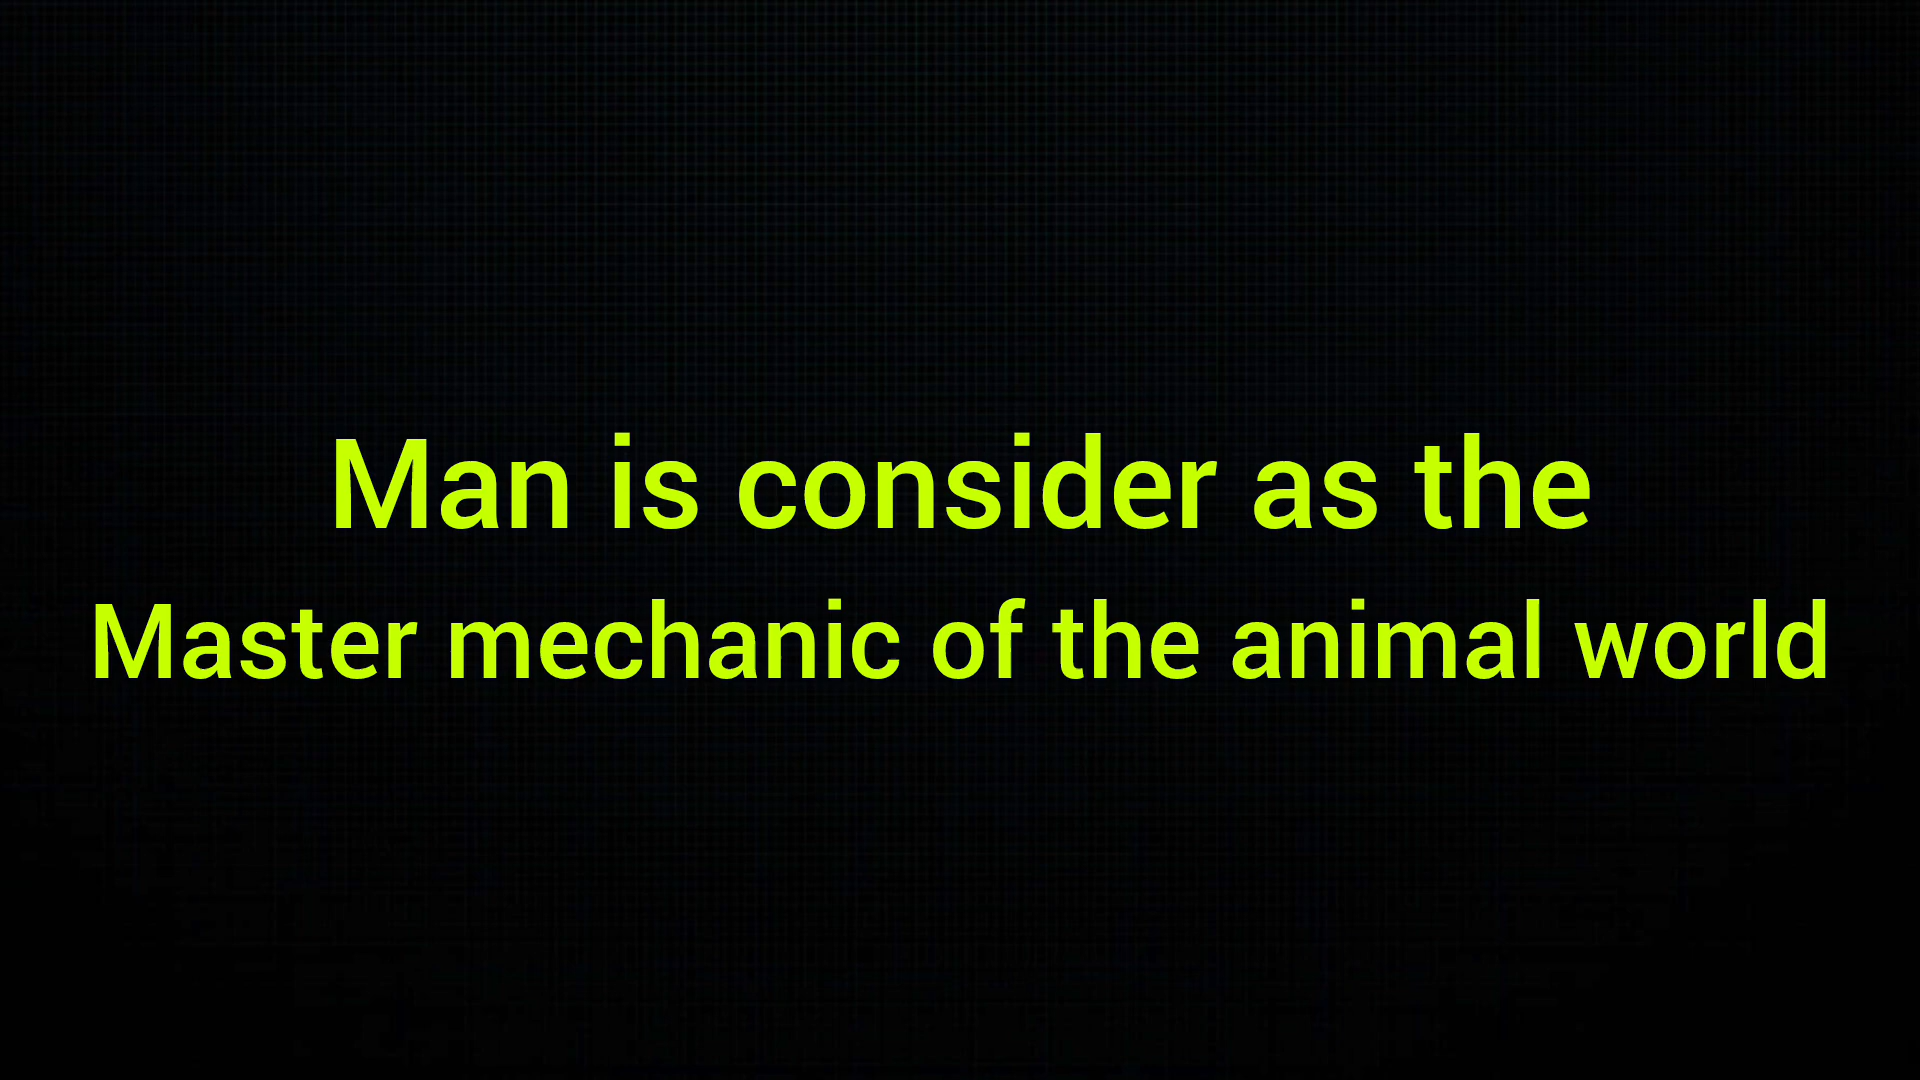 Man is consider as the
Master mechanic of the animal world